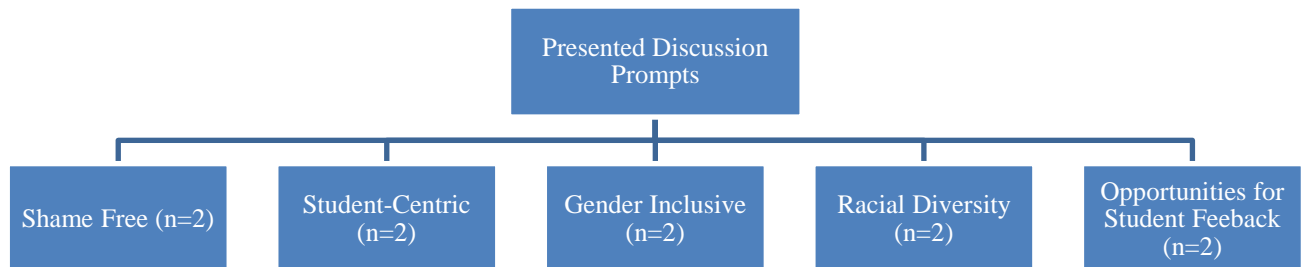 Presented Discussion
Prompts
Shame Free (n=2)
Student-Centric
(n=2)
Gender Inclusive
(n=2)
Racial Diversity
(n=2)
Opportunities for
Student Feeback
(n=2)